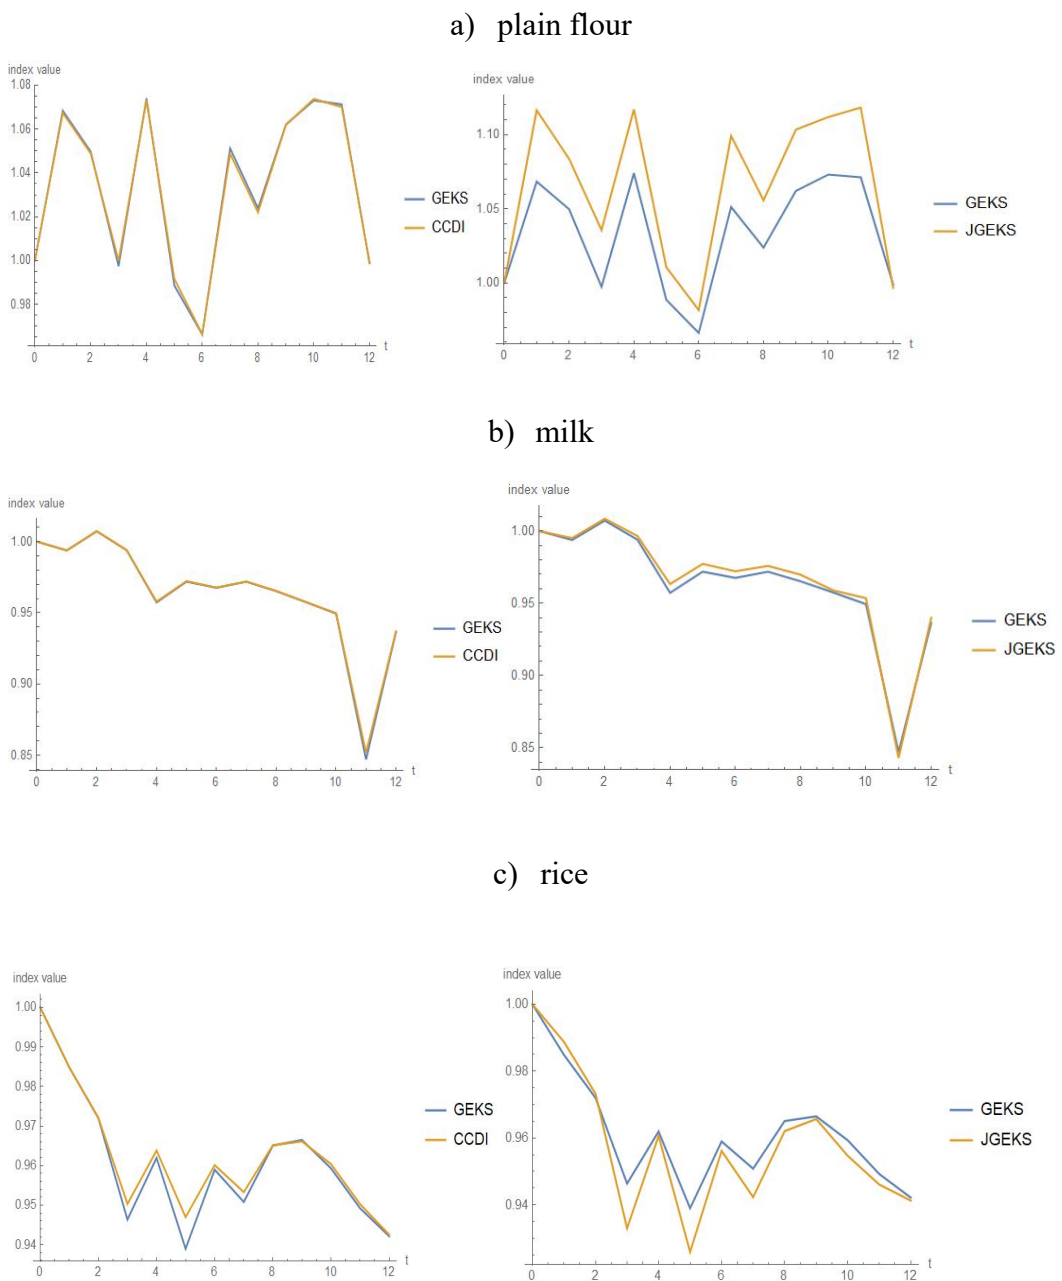 a) plain flour
index value
1.08
1.06
1.04
1.02
1.00
0.98
0 2 4 6 8 10 12 t
GEKS
CCDI
index value
1.10
1.05
1.00
0 2 4 6 8 10 12 t
GEKS
JGEKS
b) milk
index value
1.00
0.95
0.90
0.85
0 2 4 6 8 10 12 t
GEKS
CCDI
index value
1.00
0.95
0.90
0.85
0 2 4 6 8 10 12 t
GEKS
JGEKS
c) rice
index value
1.00
0.99
0.98
0.97
0.96
0.95
0.94
0 2 4 6 8 10 12 t
GEKS
CCDI
index value
1.00
0.98
0.96
0.94
0 2 4 6 8 10 12 t
GEKS
JGEKS